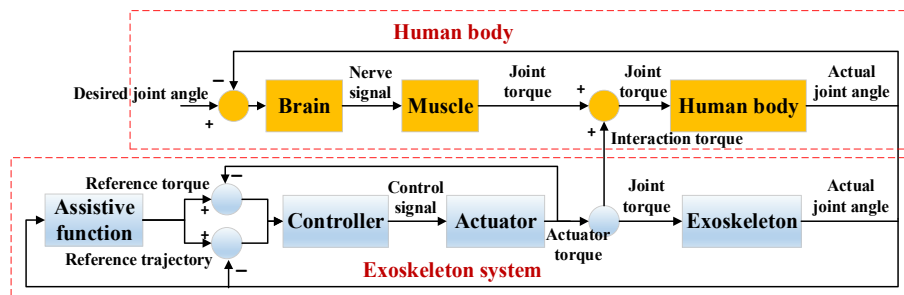 Human body
Desired joint angle
−
+
Brain
Nerve
signal
Muscle
Joint
torque
+
+
Joint
torque
Human body
Actual
joint angle
Interaction torque
Assistive
function
Reference torque
Reference trajectory
−
+
+
−
Controller
Control
signal
Actuator
Actuator
torque
Joint
torque
Exoskeleton
Actual
joint angle
Exoskeleton system